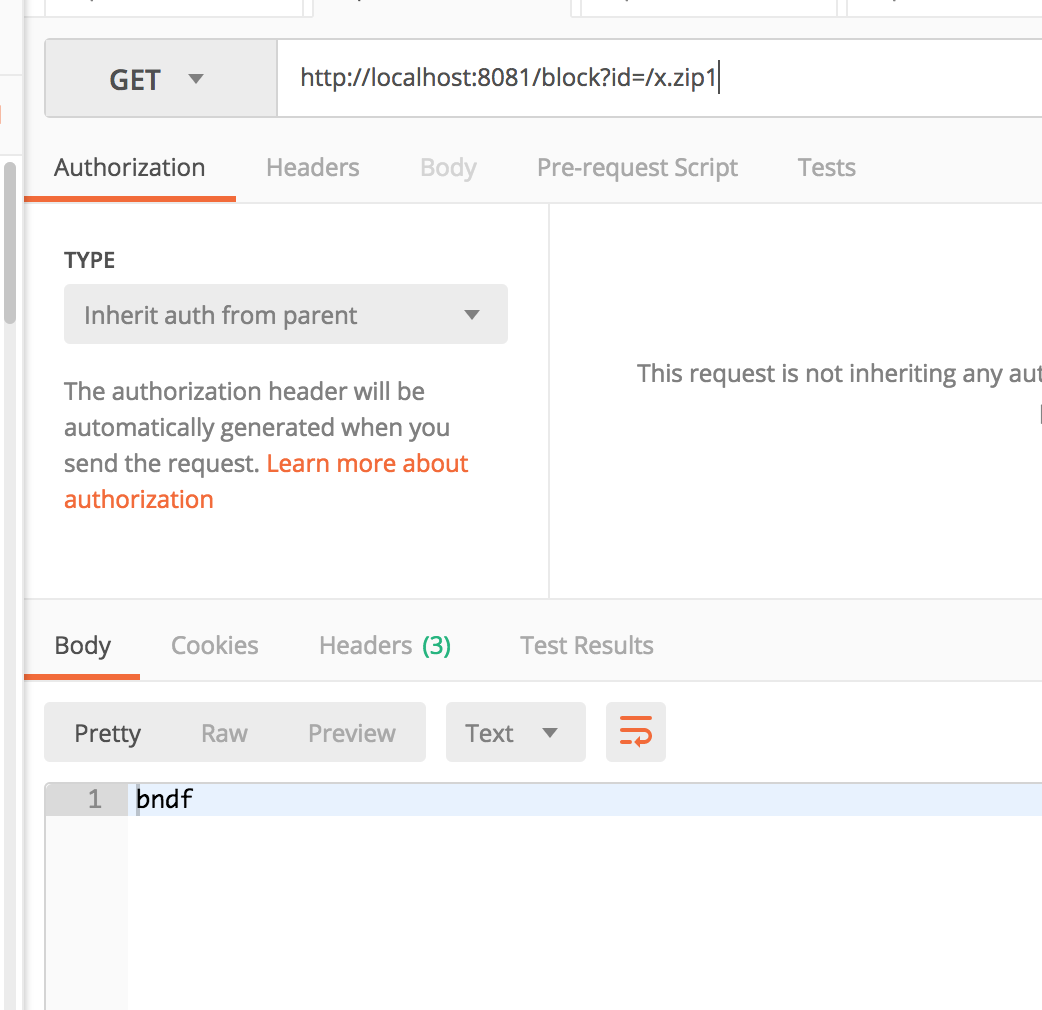 GET
http://localhost:8081/block?id=/x.zip1
Authorization Headers Body Pre-request Script Tests
TYPE
Inherit auth from parent
The authorization header will be
automatically generated when you
send the request. Learn more about
authorization
This request is not inheriting any
Body Cookies Headers (3) Test Results
Pretty Raw Preview Text
1 bndf